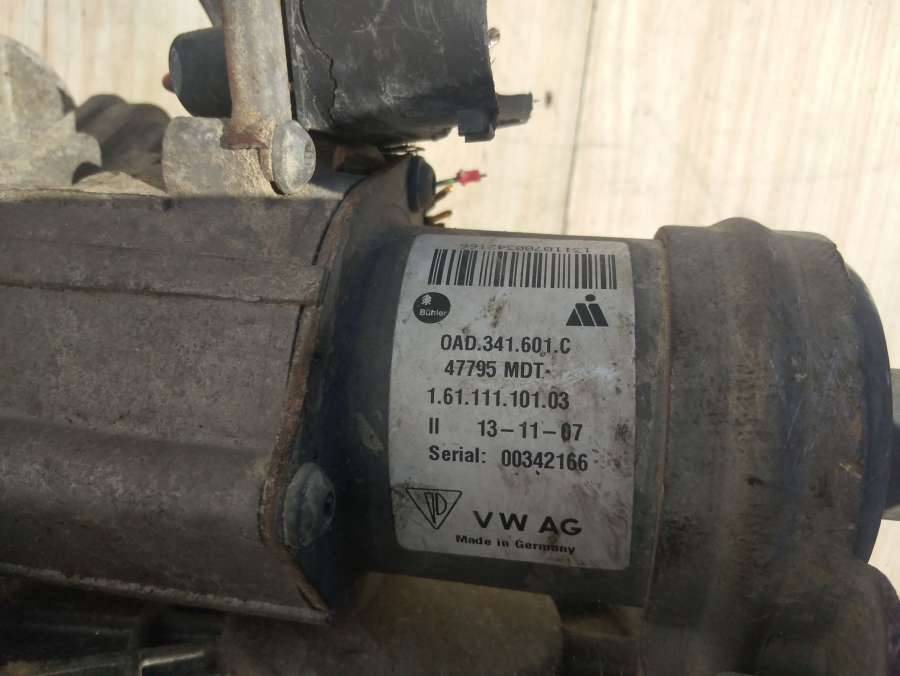 13110700342166
Bühler
0AD.341.601.C
47795 MDT
1.61.111.101.03
II 13-11-07
Serial: 00342166
VW AG
Made in Germany